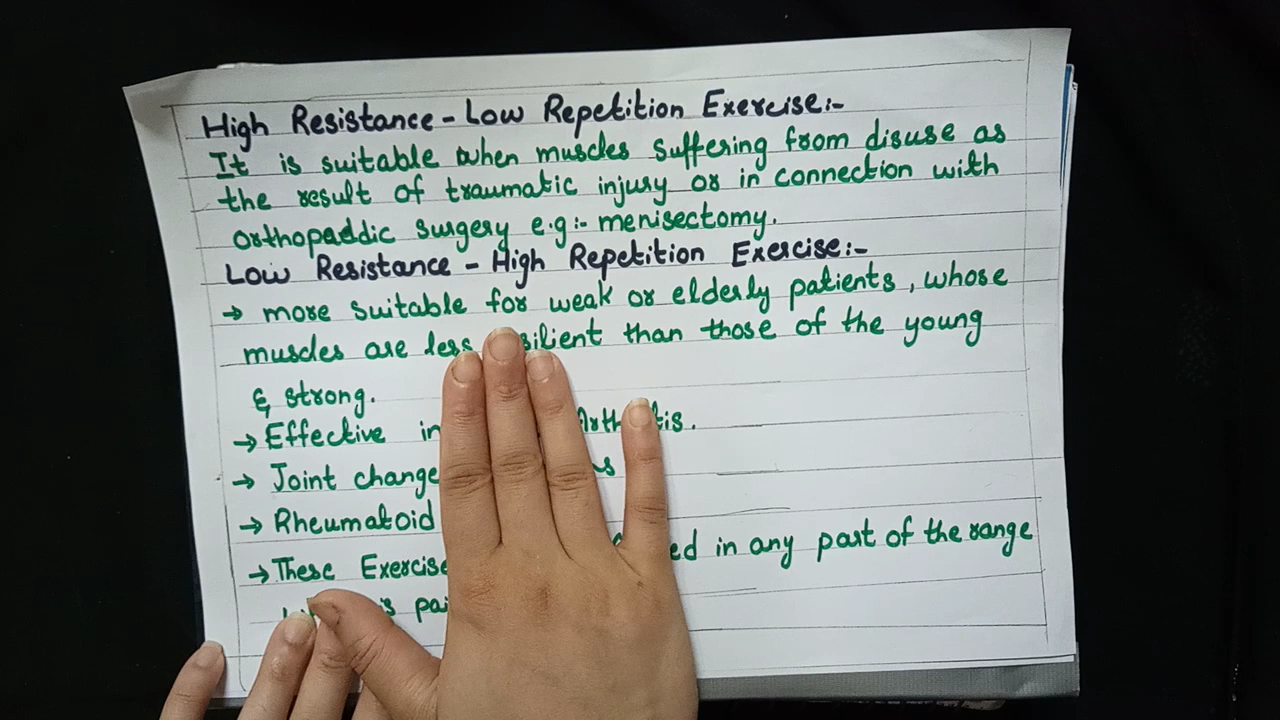 High Resistance - Low Repetition Exercise:-
It is suitable when muscles suffering from disuse as
the result of traumatic injury or in connection with
orthopaedic surgery e.g:- menisectomy.
Low Resistance - High Repetition Exercise:-
→ more suitable for weak or elderly patients, whose
muscles are less resilient than those of the young
& strong.
→ Effective in
→ Joint change
→ Rheumatoid
→ These Exercise in any part of the range